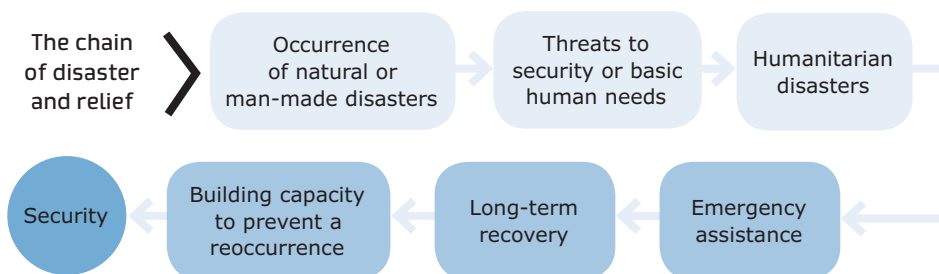 The chain
of disaster
and relief
Occurrence
of natural or
man-made disasters
Threats to
security or basic
human needs
Humanitarian
disasters
Emergency
assistance
Long-term
recovery
Building capacity
to prevent a
reoccurrence
Security